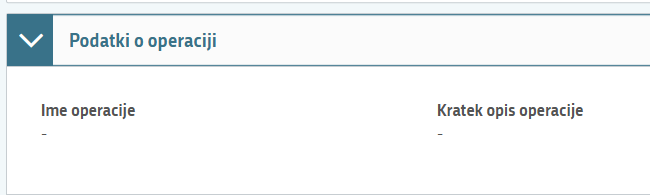 Podatki o operaciji
Ime operacije
-
Kratek opis operacije
-